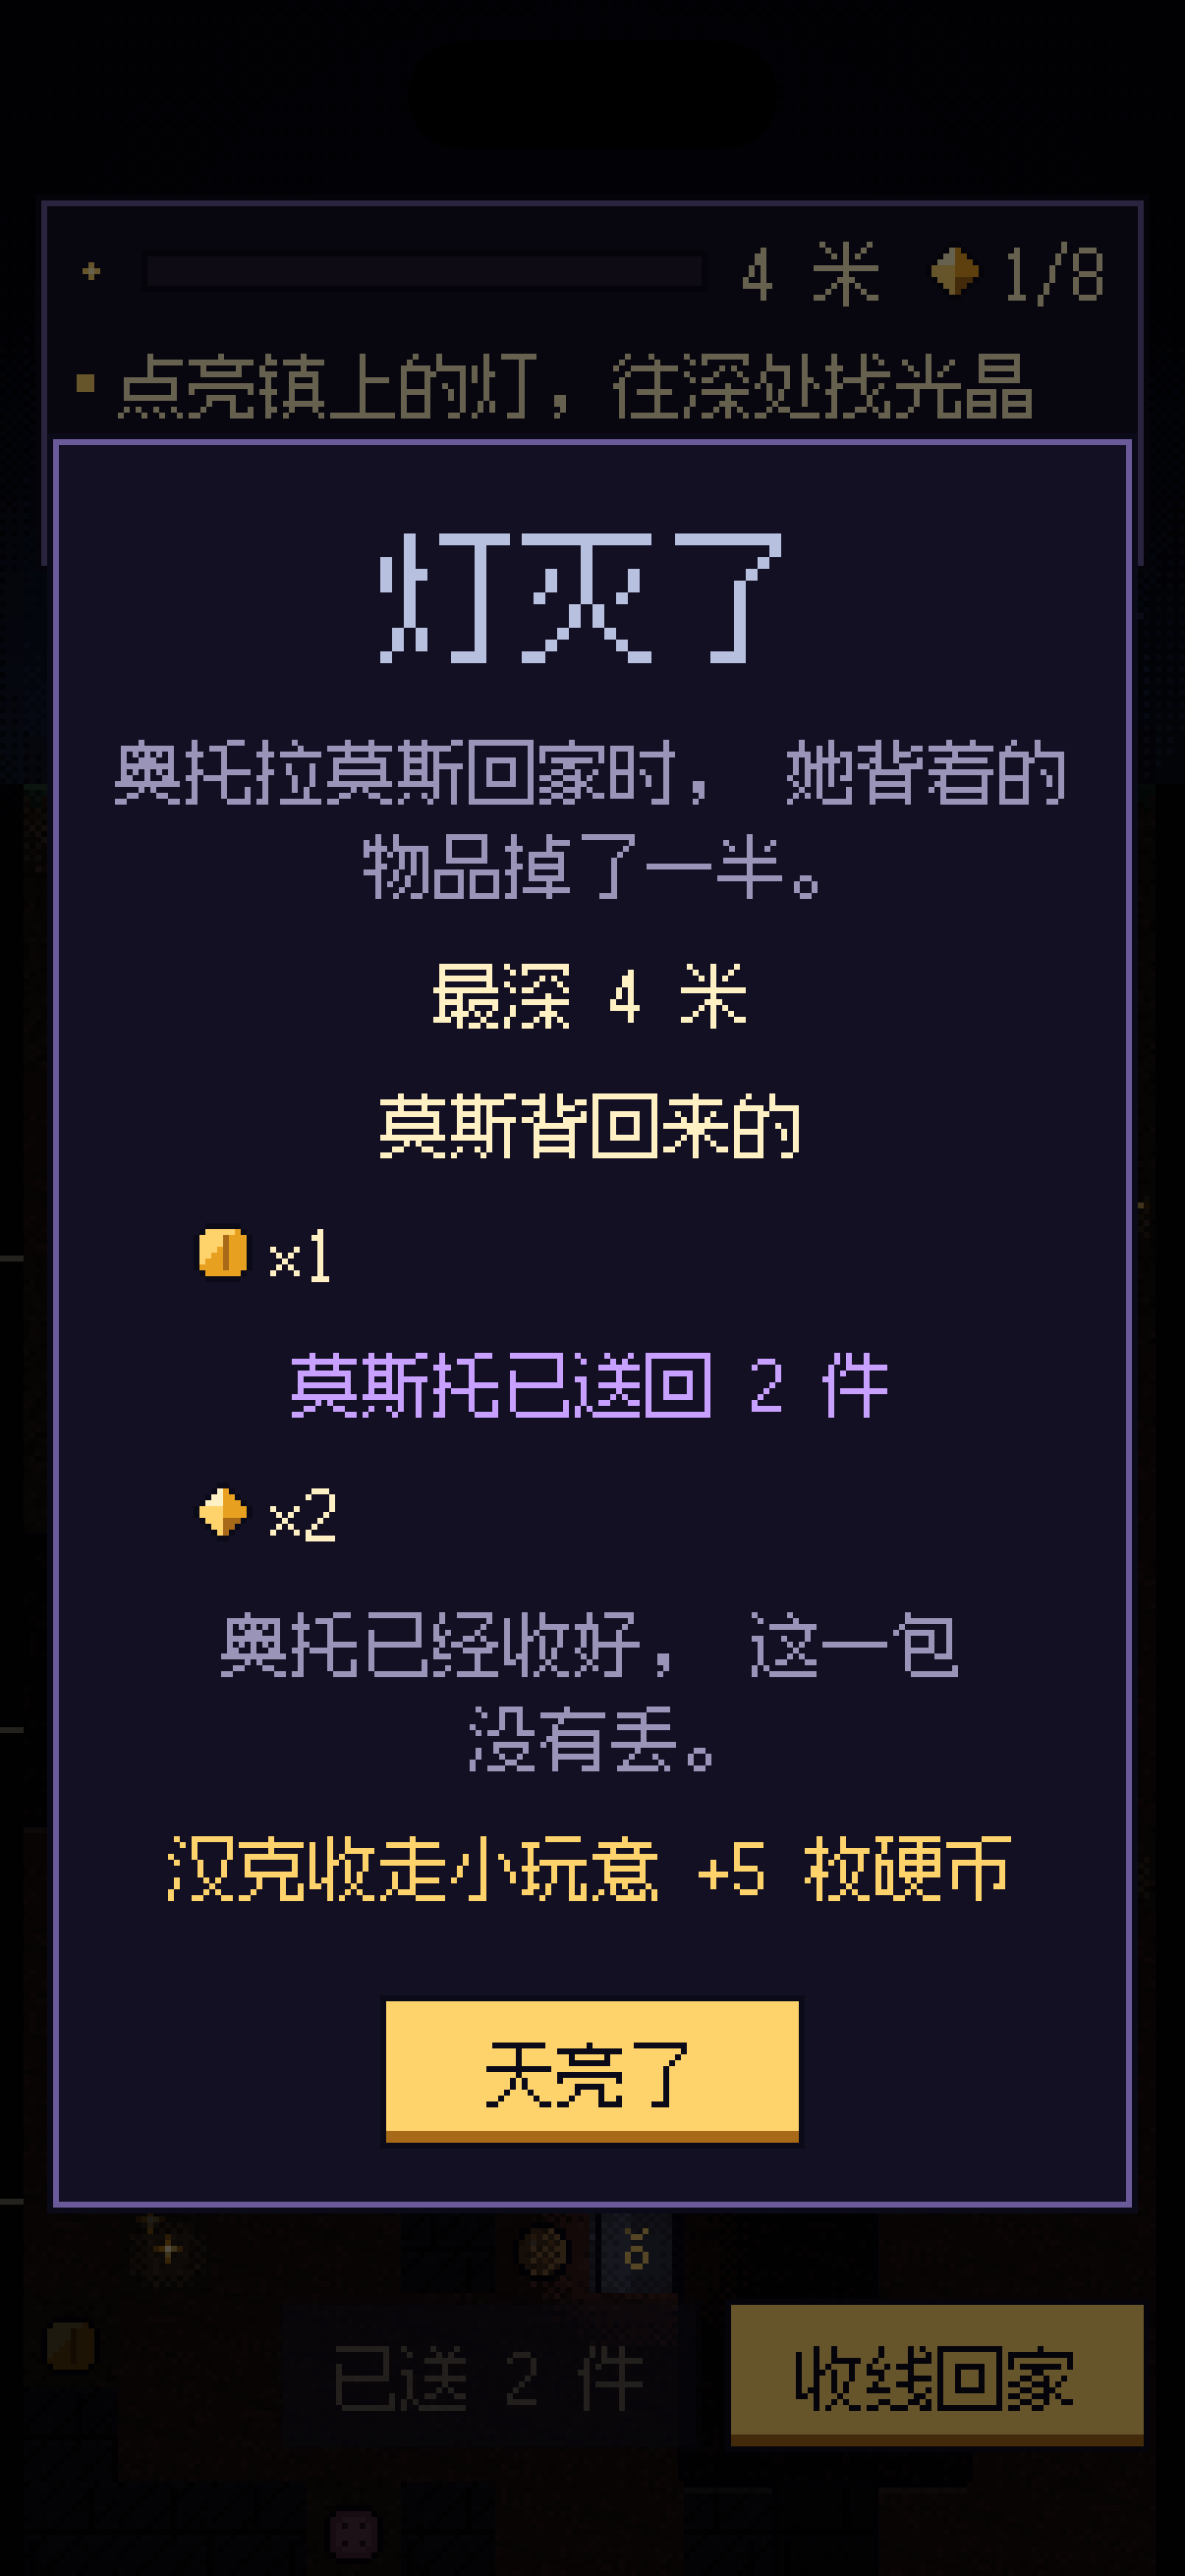 4 米 1/8
点亮镇上的灯，往深处找光晶
灯灭了
奥托拉莫斯回家时， 她背着的
物品掉了一半。
最深 4 米
莫斯背回来的
×1
莫斯托已送回 2 件
×2
奥托已经收好， 这一包
没有丢。
汉克收走小玩意 +5 枚硬币
天亮了
已送 2 件
收线回家